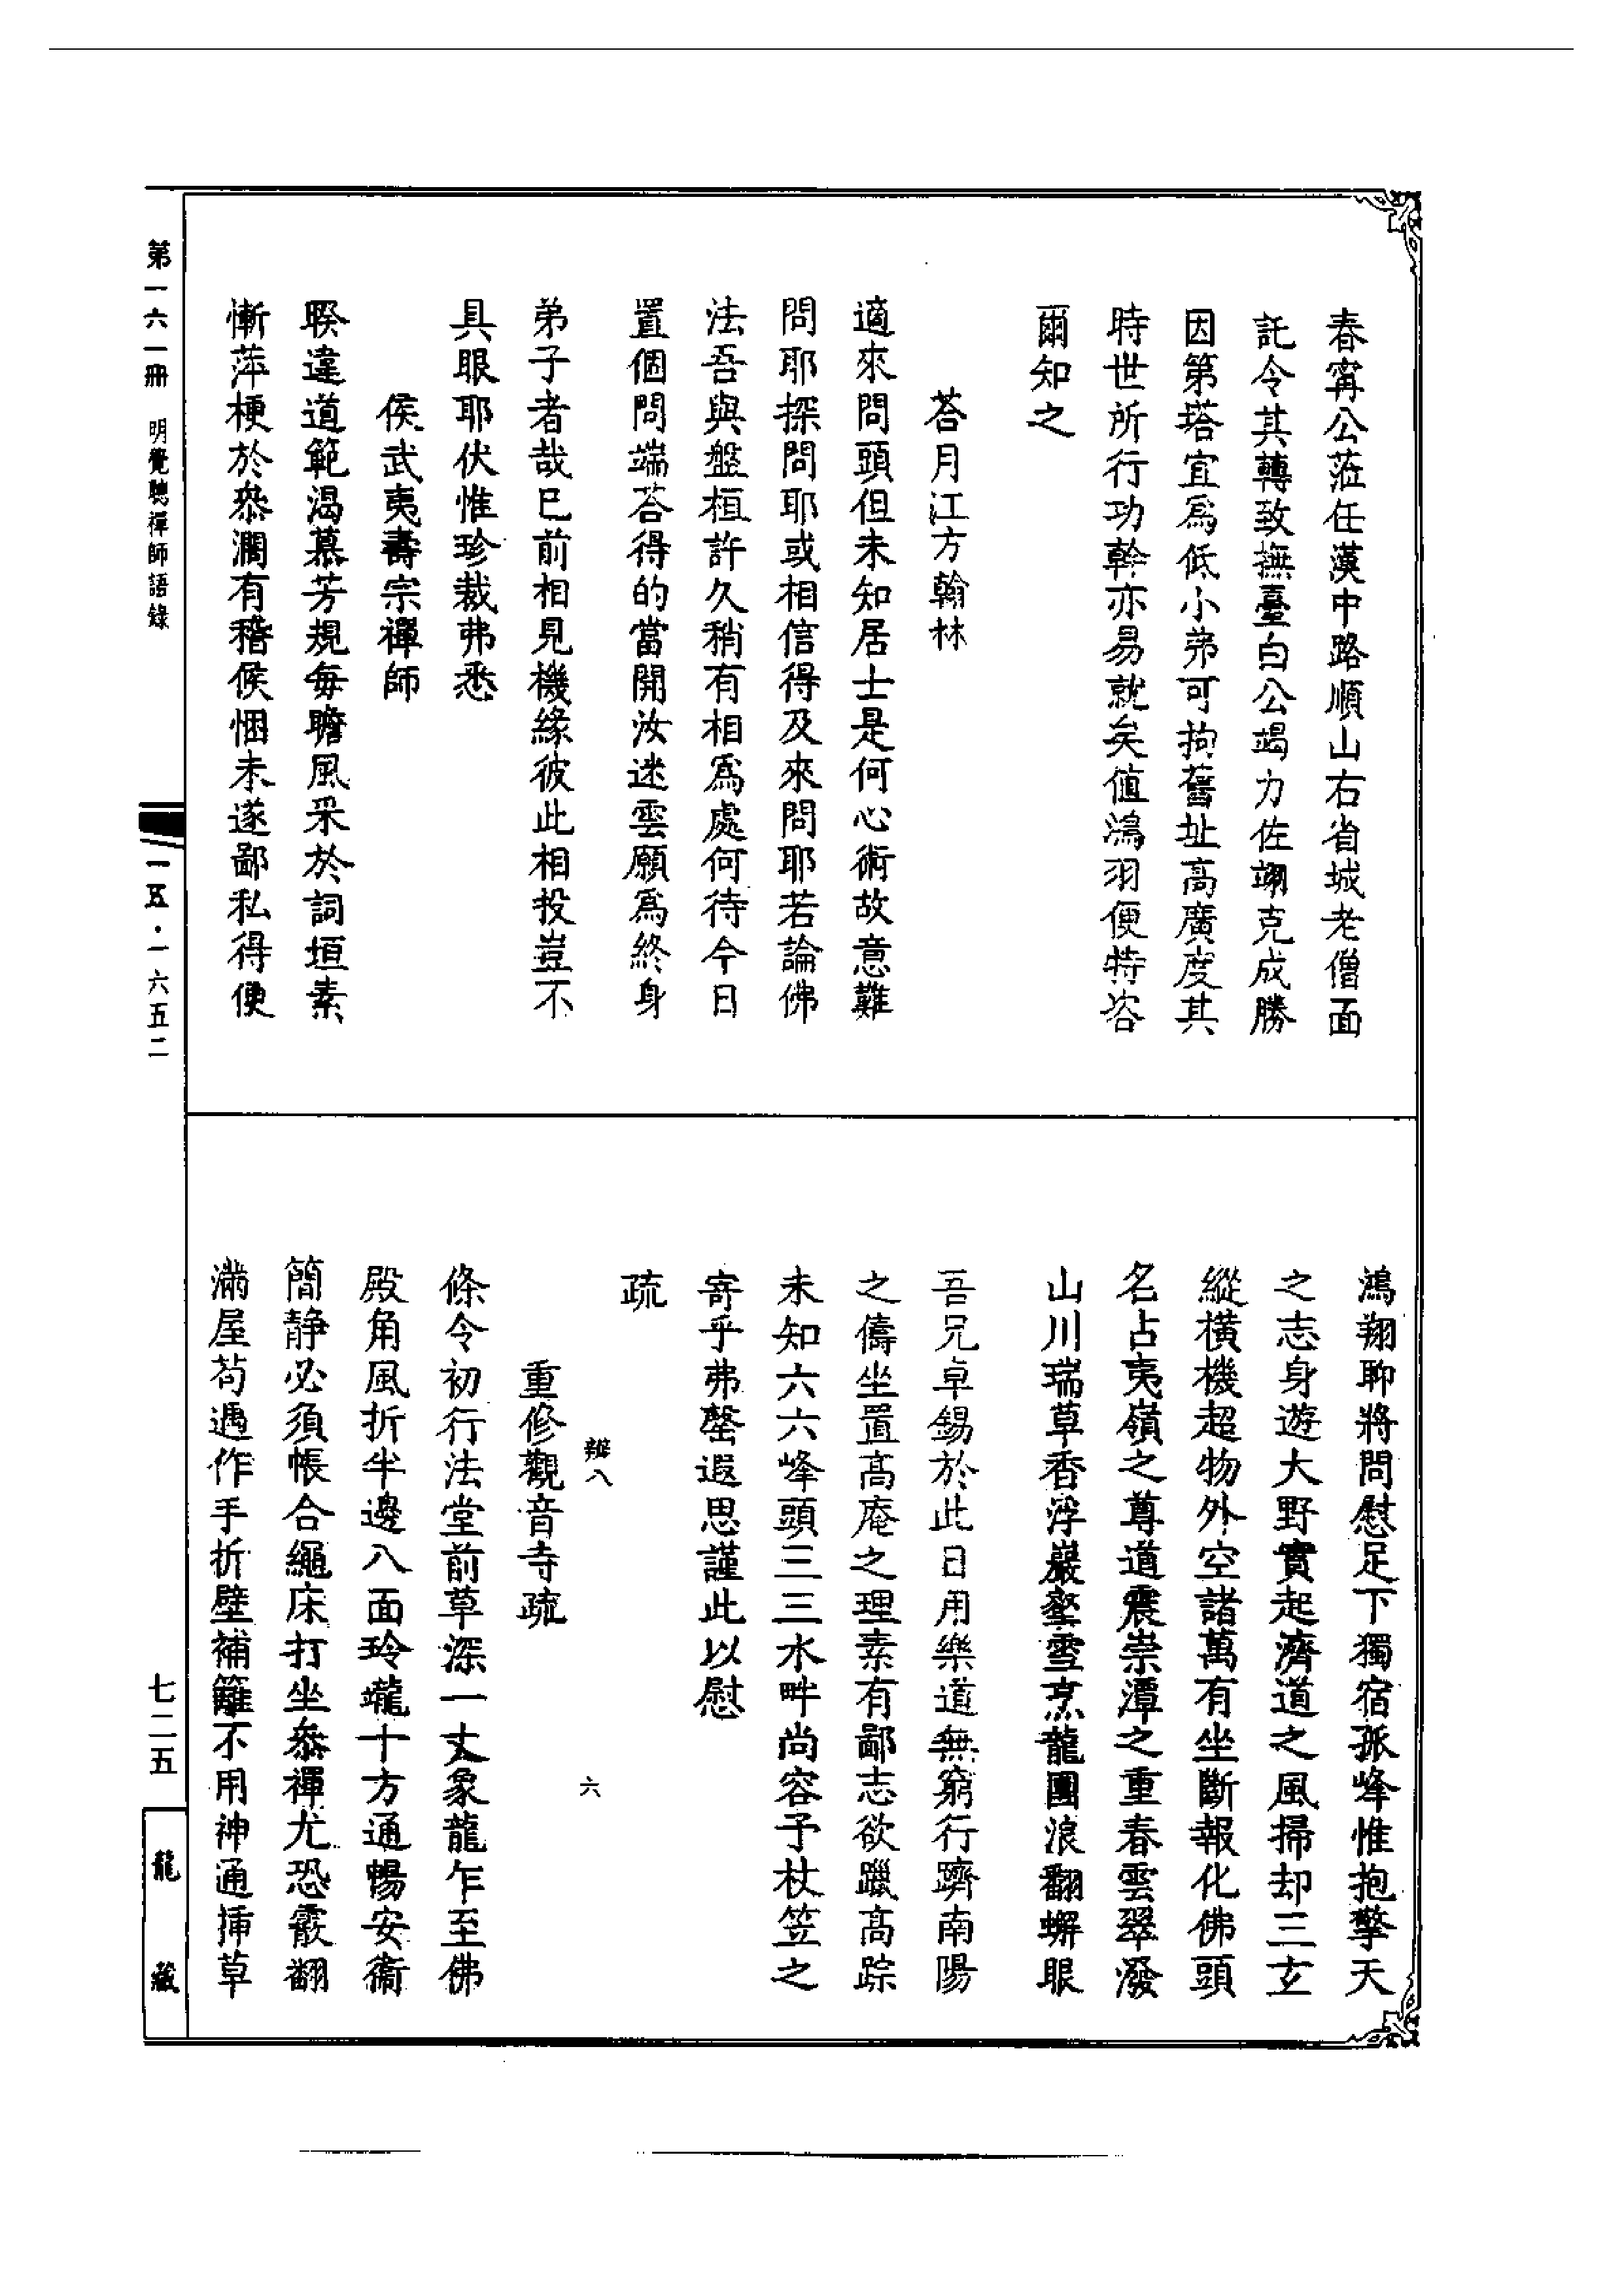 春甯公蒞任漢中路順山右省城老僧面
託令其轉致撫臺白公竭力佐翊克成勝
因第塔宜爲低小弗可拘舊址高廣度其
時世所行功幹亦易就矣值鴻羽便特咨
爾知之
荅月江方翰林
適來問頭但未知居士是何心術故意難
問耶探問耶或相信得及來問耶若論佛
法吾與盤桓許久稍有相爲處何待今日
置個問端荅得的當開汝迷雲願爲終身
弟子者哉巳前相見機緣彼此相投豈不
具眼耶伏惟珍裁弗悉
侯武夷壽宗禪師
睽違道範渴慕芳規每瞻風采於詞垣素
慚萍梗於叅瀾有稽候悃未遂鄙私得便
鴻翔聊將問慰足下獨宿孤峰惟抱擎天
之志身遊大野實起濟道之風掃却三玄
縱橫機超物外空諸萬有坐斷報化佛頭
名占夷嶺之尊道震崇潭之重春雲翠潑
山川瑞草香浮巖壑雪烹龍團浪翻蠏眼
吾兄卓錫於此日用樂道無窮行躋南陽
之儔坐置高庵之理素有鄙志欲躐高踪
未知六六峰頭三三水畔尚容予杖笠之
寄乎弗罄遐思謹此以慰
疏
辯八 六
重修觀音寺疏
條令初行法堂前草深一丈象龍乍至佛
殿角風折半邊八面玲瓏十方通暢安衞
簡静必須帳合繩床打坐叅禪尤恐霰翻
滿屋苟遇作手折壁補籬不用神通揷草
第一六一冊 明覺聰禪師語錄
一五·一六五二
七二五
龍藏